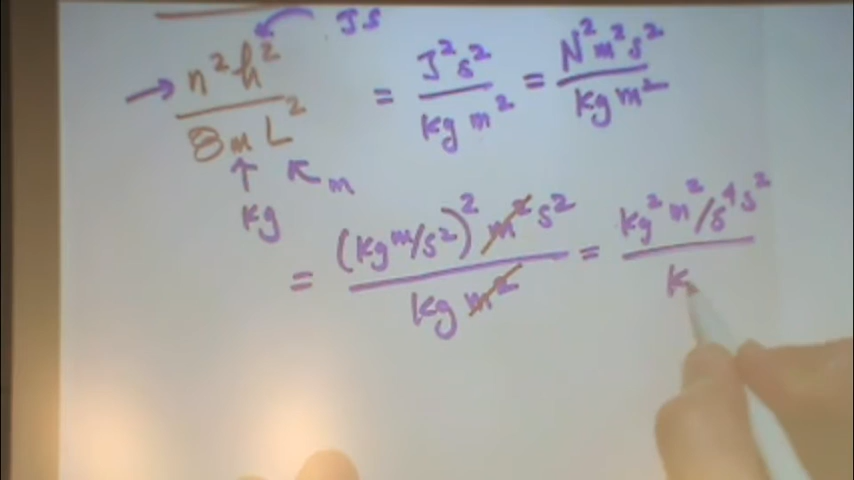 J s
n²h² / 8mL² = J²s² / kg m² = N²m²s² / kg m²
kg m
= (kg m/s²)² m² s² / kg m² = kg² m²/s⁴ s² / k